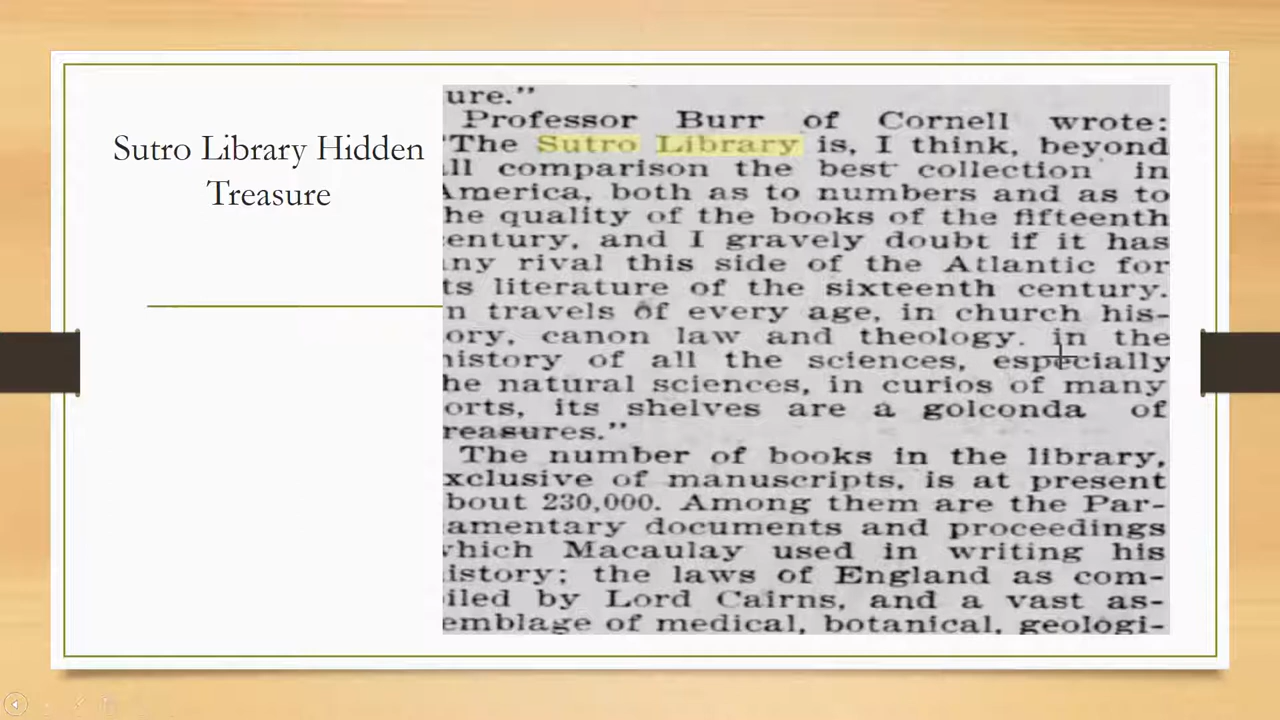 Sutro Library Hidden
Treasure
ure."
Professor Burr of Cornell wrote:
"The Sutro Library is, I think, beyond
ll comparison the best collection in
America, both as to numbers and as to
he quality of the books of the fifteenth
entury, and I gravely doubt if it has
ny rival this side of the Atlantic for
ts literature of the sixteenth century.
n travels of every age, in church his-
ory, canon law and theology. in the
history of all the sciences, especially
he natural sciences, in curios of many
orts, its shelves are a golconda of
reasures."
The number of books in the library,
xclusive of manuscripts, is at present
bout 230,000. Among them are the Par-
amentary documents and proceedings
which Macaulay used in writing his
istory; the laws of England as com-
iled by Lord Cairns, and a vast as-
emblage of medical, botanical, geologi-